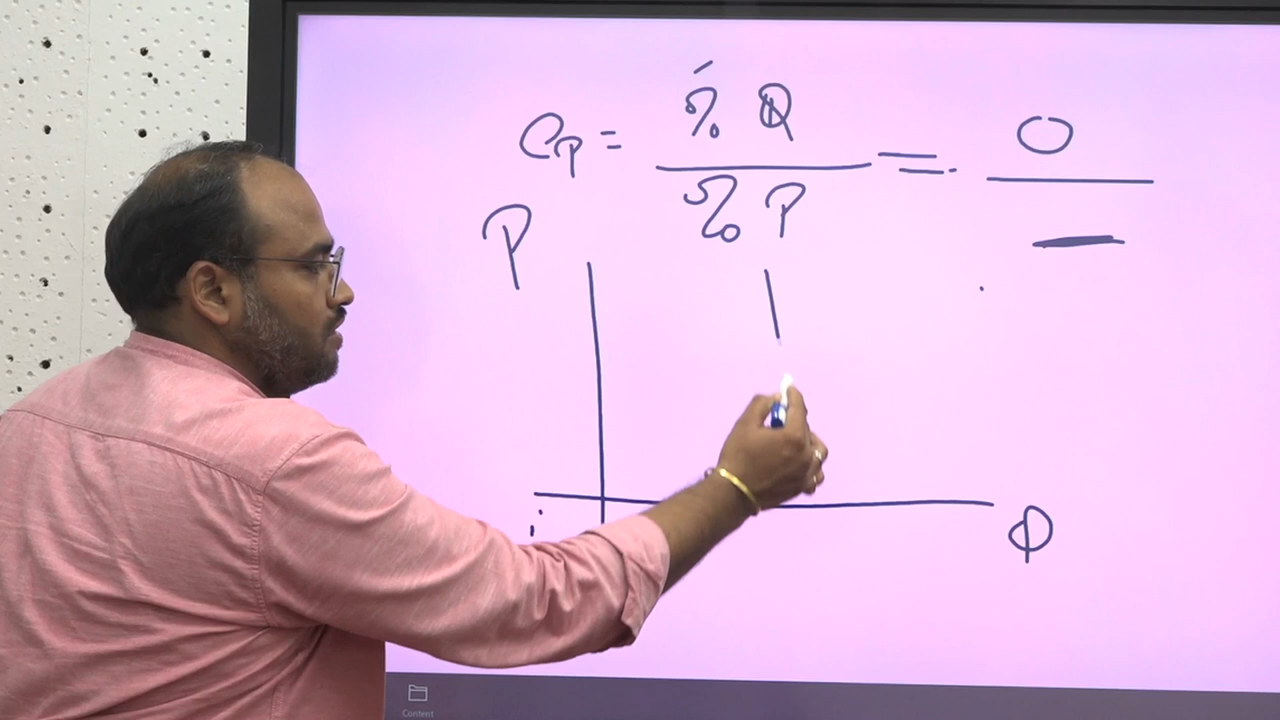 eₚ = % Q / % P = 0 / —
P
Q
Content